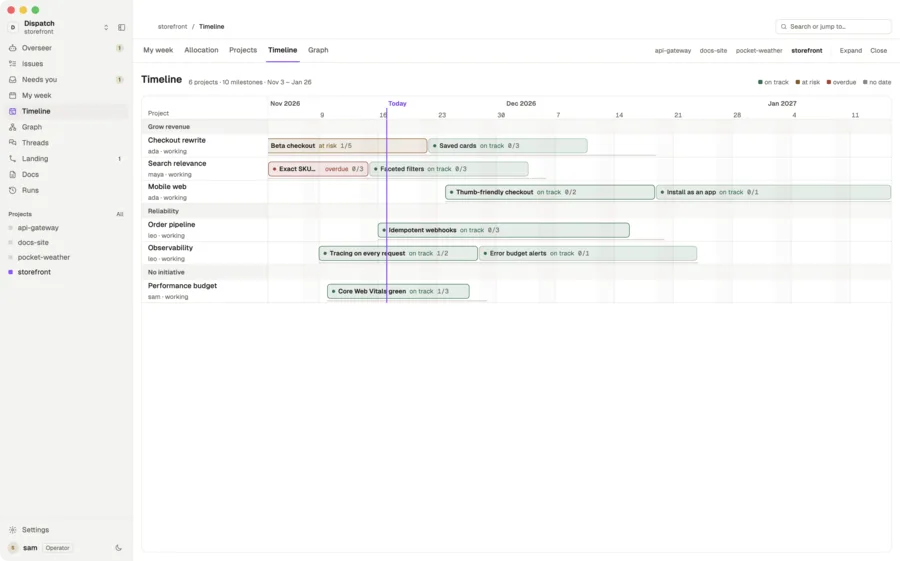 Dispatch
D
storefront
Overseer 1
Issues
Needs you 1
My week
Timeline
Graph
Threads
Landing 1
Docs
Runs
Projects All
api-gateway
docs-site
pocket-weather
storefront
Settings
sam Operator
storefront / Timeline
Search or jump to...
My week Allocation Projects Timeline Graph
api-gateway docs-site pocket-weather storefront Expand Close
Timeline 6 projects · 10 milestones · Nov 3 – Jan 26
on track at risk overdue no date
Nov 2026 Today Dec 2026 Jan 2027
Project 9 16 23 30 7 14 21 28 4 11
Grow revenue
Checkout rewrite
ada · working
Beta checkout at risk 1/5
Saved cards on track 0/3
Search relevance
maya · working
Exact SKU... overdue 0/3
Faceted filters on track 0/3
Mobile web
ada · working
Thumb-friendly checkout on track 0/2
Install as an app on track 0/1
Reliability
Order pipeline
leo · working
Idempotent webhooks on track 0/3
Observability
leo · working
Tracing on every request on track 1/2
Error budget alerts on track 0/1
No initiative
Performance budget
sam · working
Core Web Vitals green on track 1/3